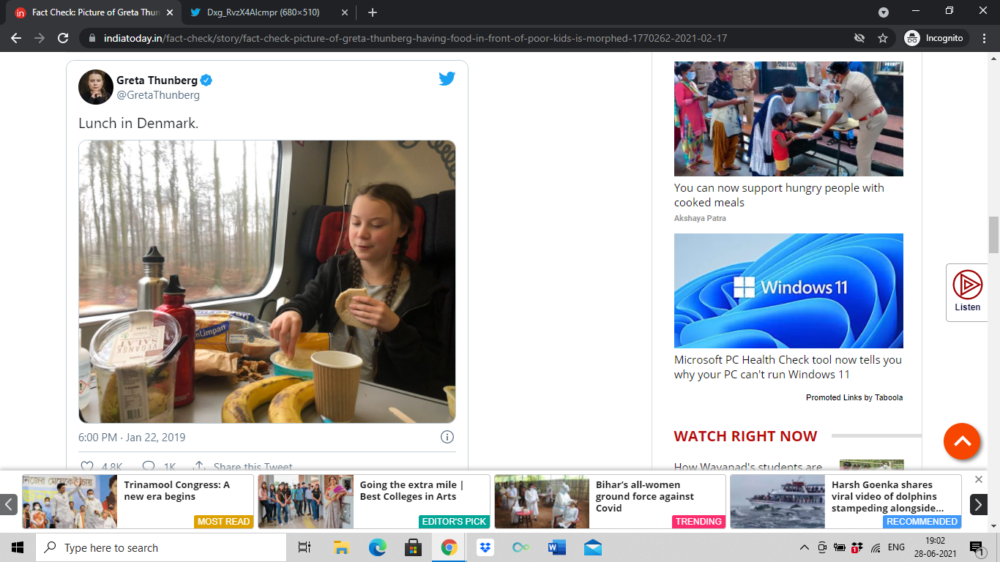 Fact Check: Picture of Greta Thun
Dxg_RvzX4AIcmpr (680×510)
indiatoday.in/fact-check/story/fact-check-picture-of-greta-thunberg-having-food-in-front-of-poor-kids-is-morphed-1770262-2021-02-17
Incognito
Greta Thunberg
@GretaThunberg
Lunch in Denmark.
nLimpan
VEGANSK
SALAT
6:00 PM · Jan 22, 2019
4.8K
1K
Share this Tweet
You can now support hungry people with
cooked meals
Akshaya Patra
Windows 11
Microsoft PC Health Check tool now tells you
why your PC can't run Windows 11
Promoted Links by Taboola
WATCH RIGHT NOW
How Wayanad's students are
Listen
Trinamool Congress: A
new era begins
MOST READ
Going the extra mile |
Best Colleges in Arts
EDITOR'S PICK
Bihar’s all-women
ground force against
Covid
TRENDING
Harsh Goenka shares
viral video of dolphins
stampeding alongside...
RECOMMENDED
Type here to search
ENG
19:02
28-06-2021
1